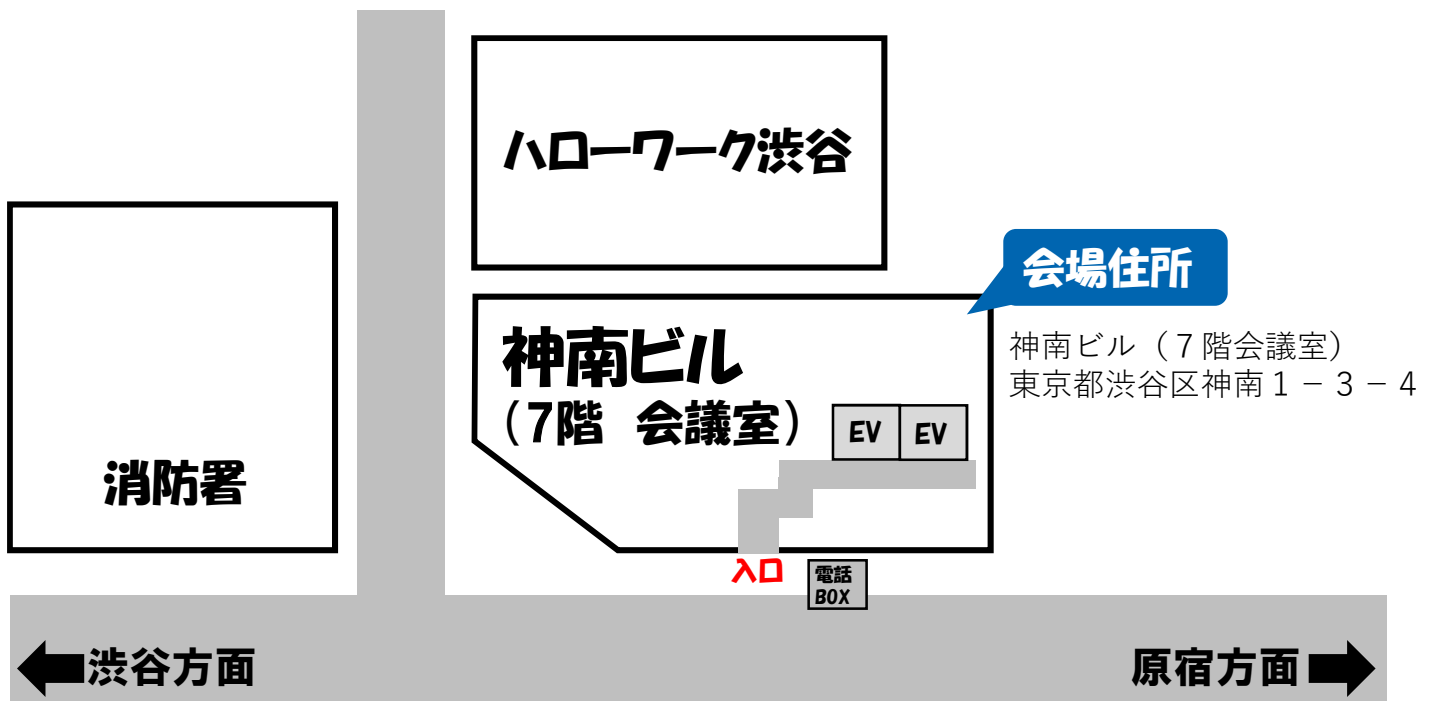 ハローワーク渋谷
会場住所
神南ビル
(7階　会議室)
神南ビル（７階会議室）
東京都渋谷区神南１－３－４
EV
EV
消防署
入口
電話
BOX
渋谷方面
原宿方面